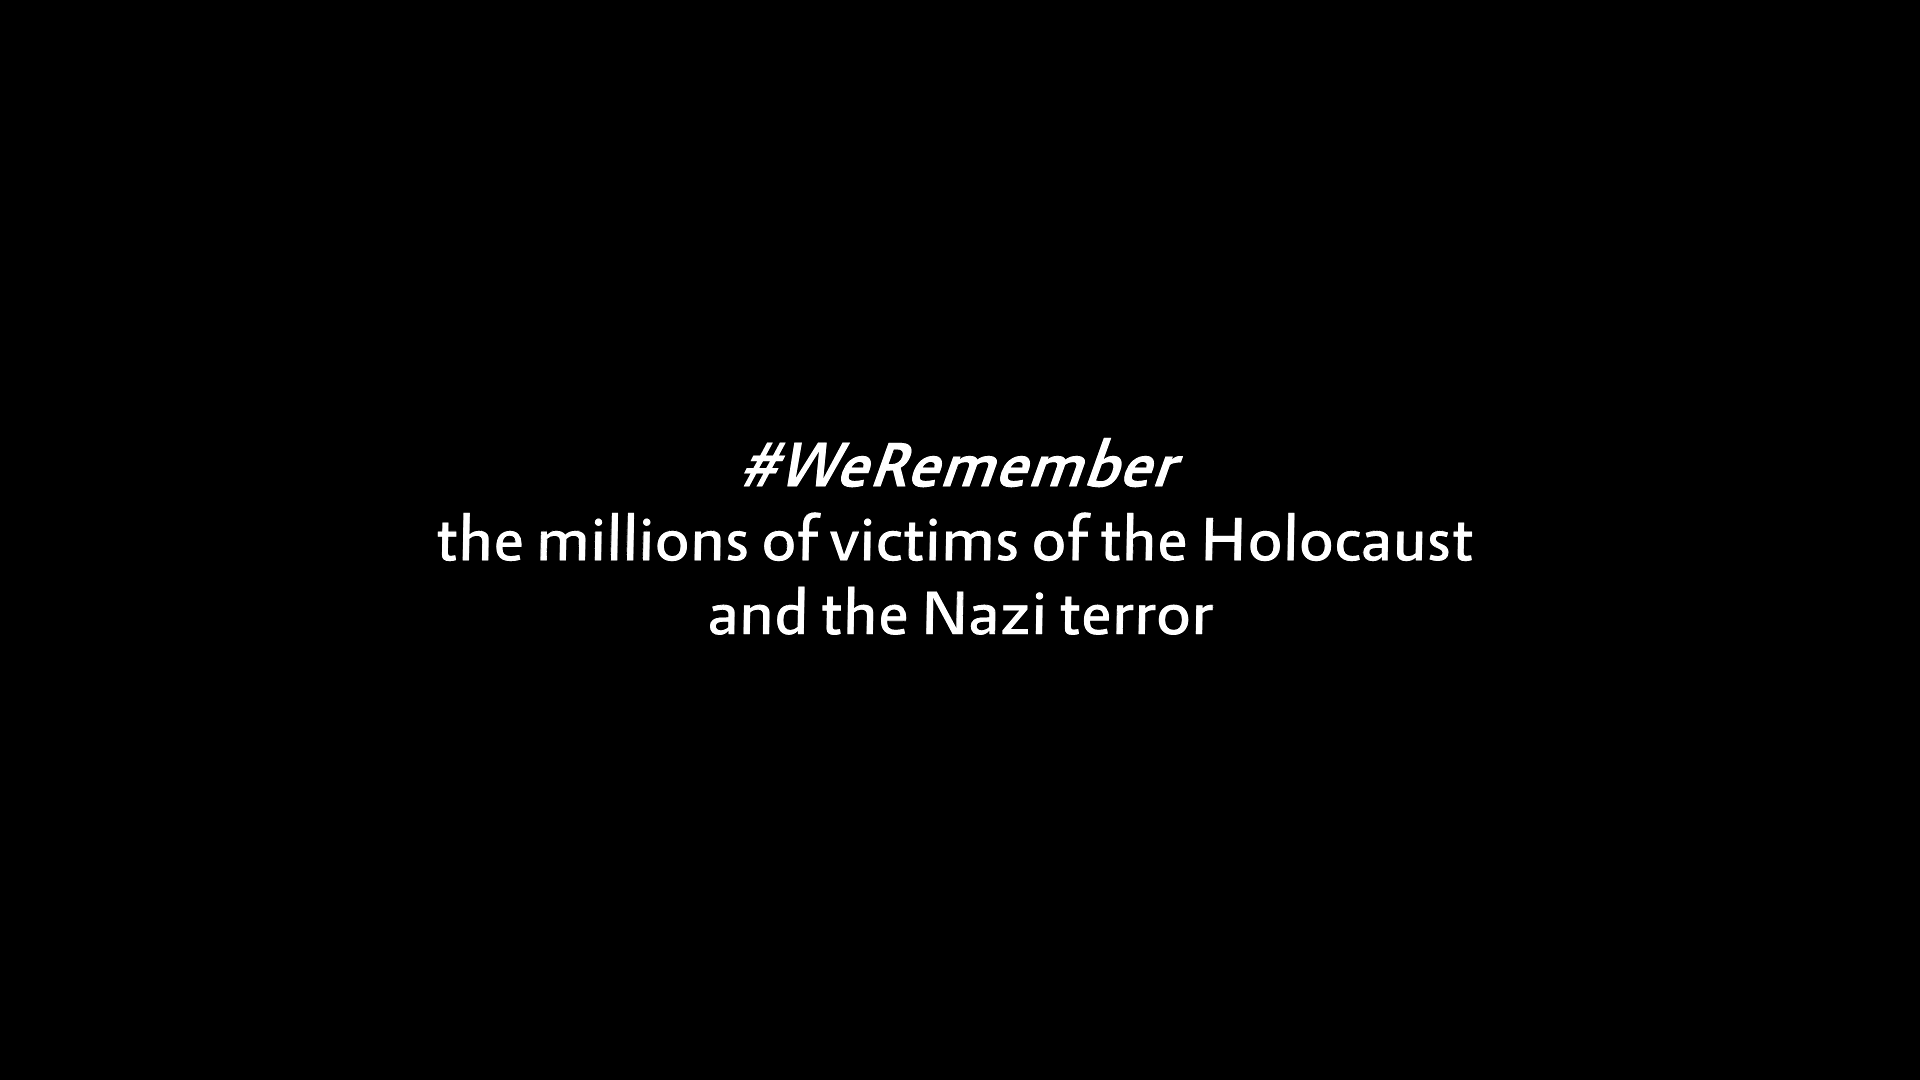 #WeRemember
the millions of victims of the Holocaust
and the Nazi terror